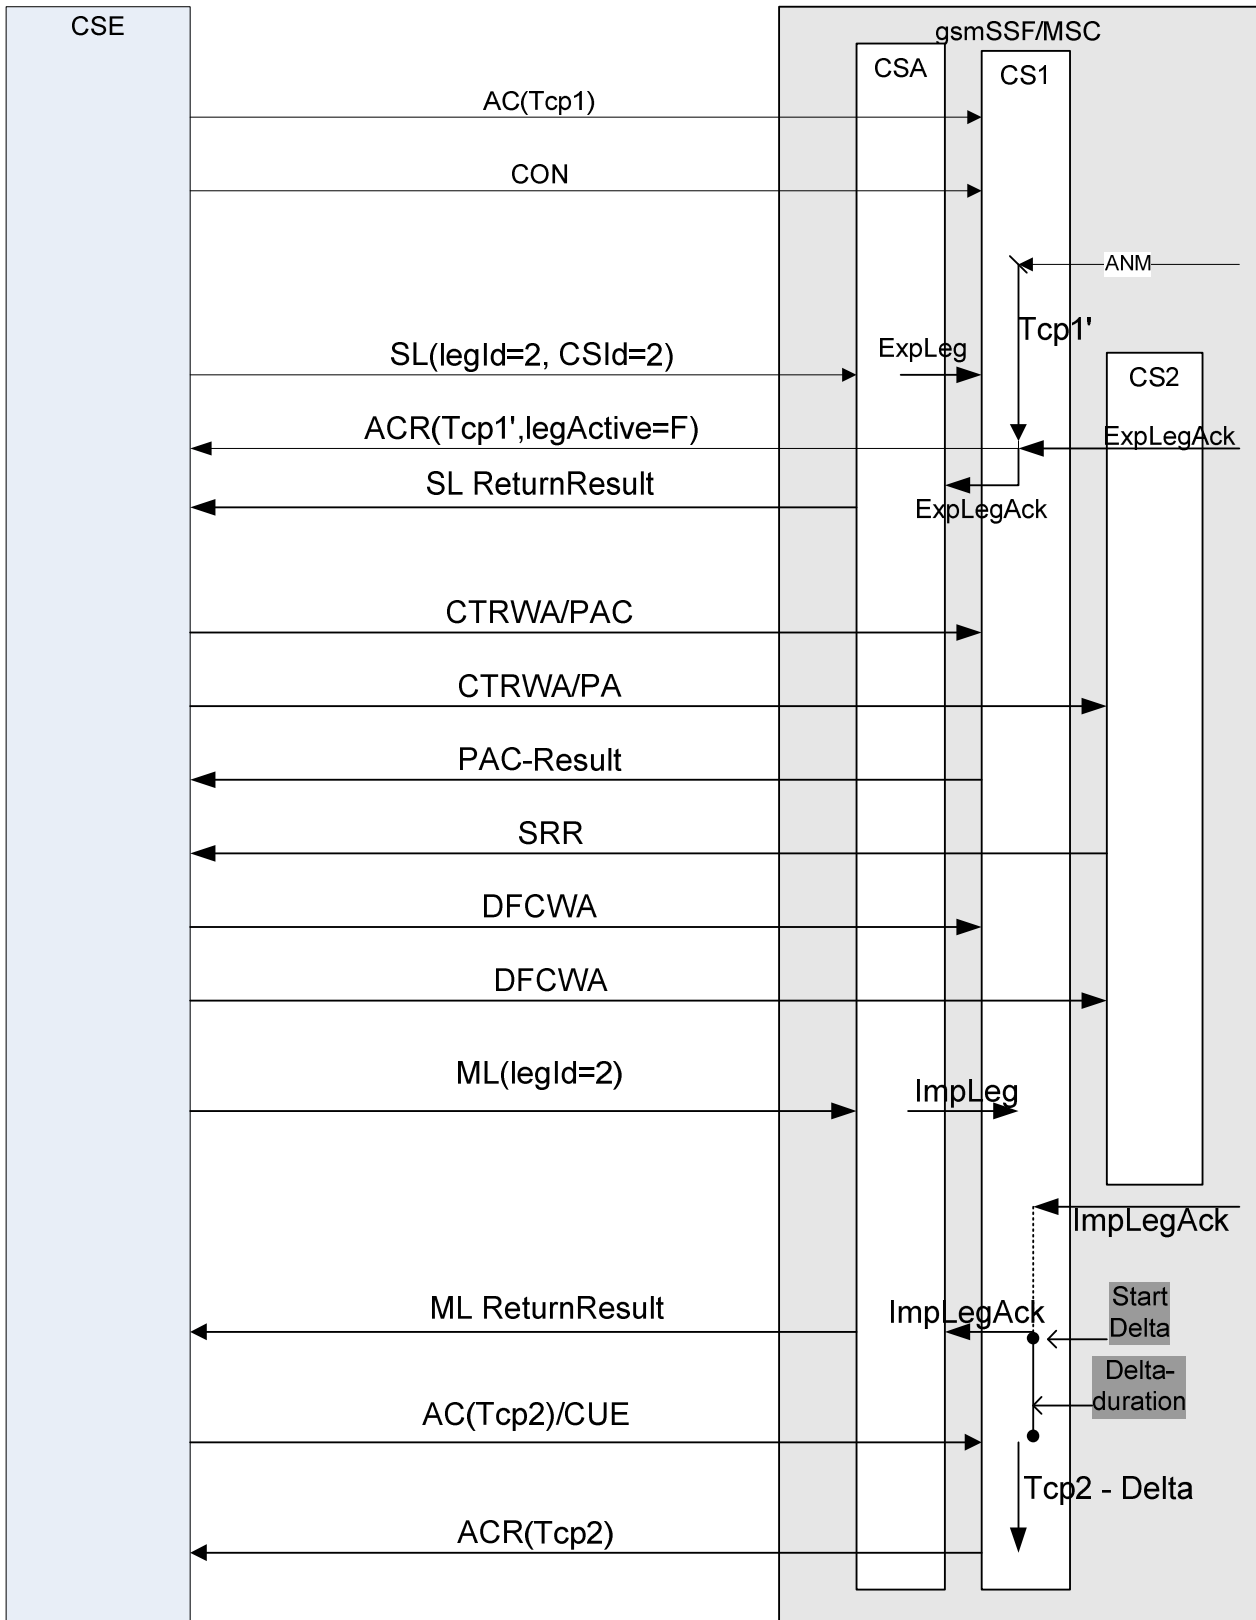 CSE
gsmSSF/MSC
CSA
CS1
AC(Tcp1)
CON
ANM
Tcp1'
SL(legId=2, CSId=2)
ExpLeg
CS2
ACR(Tcp1',legActive=F)
ExpLegAck
SL ReturnResult
ExpLegAck
CTRWA/PAC
CTRWA/PA
PAC-Result
SRR
DFCWA
DFCWA
ML(legId=2)
ImpLeg
ImpLegAck
ML ReturnResult
ImpLegAck
Start
Delta
Delta-
duration
AC(Tcp2)/CUE
Tcp2 - Delta
ACR(Tcp2)